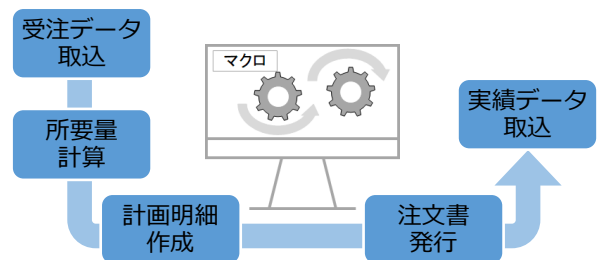 受注データ
取込
マクロ
所要量
計算
計画明細
作成
注文書
発行
実績データ
取込